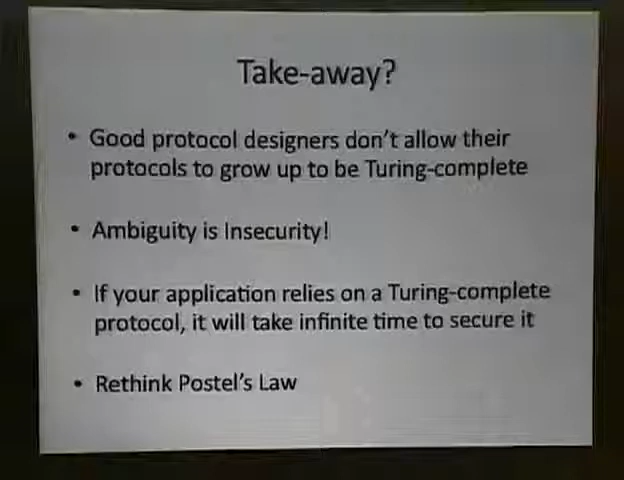 Take-away?
• Good protocol designers don't allow their
protocols to grow up to be Turing-complete
• Ambiguity is Insecurity!
• If your application relies on a Turing-complete
protocol, it will take infinite time to secure it
• Rethink Postel's Law